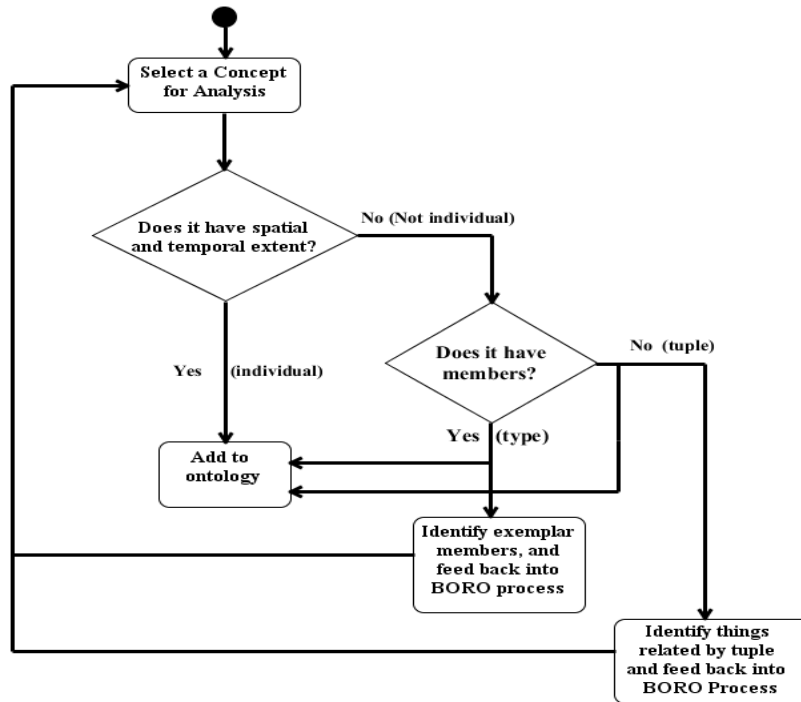 Select a Concept
for Analysis
Does it have spatial
and temporal extent?
No (Not individual)
Does it have
members?
No (tuple)
Yes (individual)
Yes (type)
Add to
ontology
Identify exemplar
members, and
feed back into
BORO process
Identify things
related by tuple
and feed back into
BORO Process